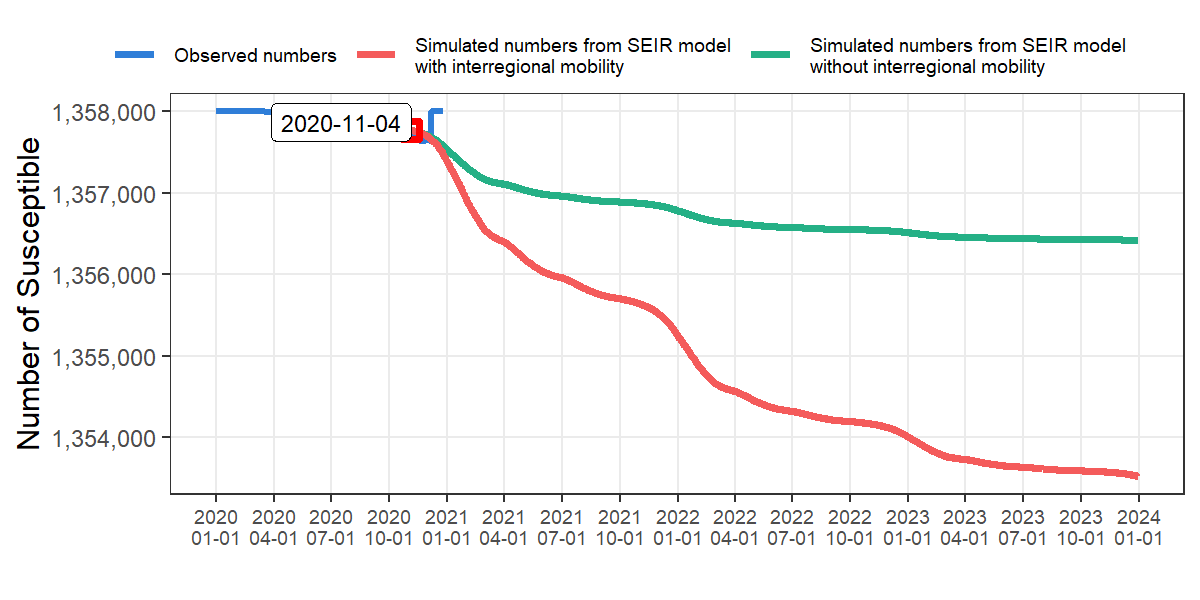 Observed numbers
Simulated numbers from SEIR model
with interregional mobility
Simulated numbers from SEIR model
without interregional mobility
Number of Susceptible
1,358,000
1,357,000
1,356,000
1,355,000
1,354,000
2020-11-04
2020 2020 2020 2020 2021 2021 2021 2021 2022 2022 2022 2022 2023 2023 2023 2023 2024
01-01 04-01 07-01 10-01 01-01 04-01 07-01 10-01 01-01 04-01 07-01 10-01 01-01 04-01 07-01 10-01 01-01